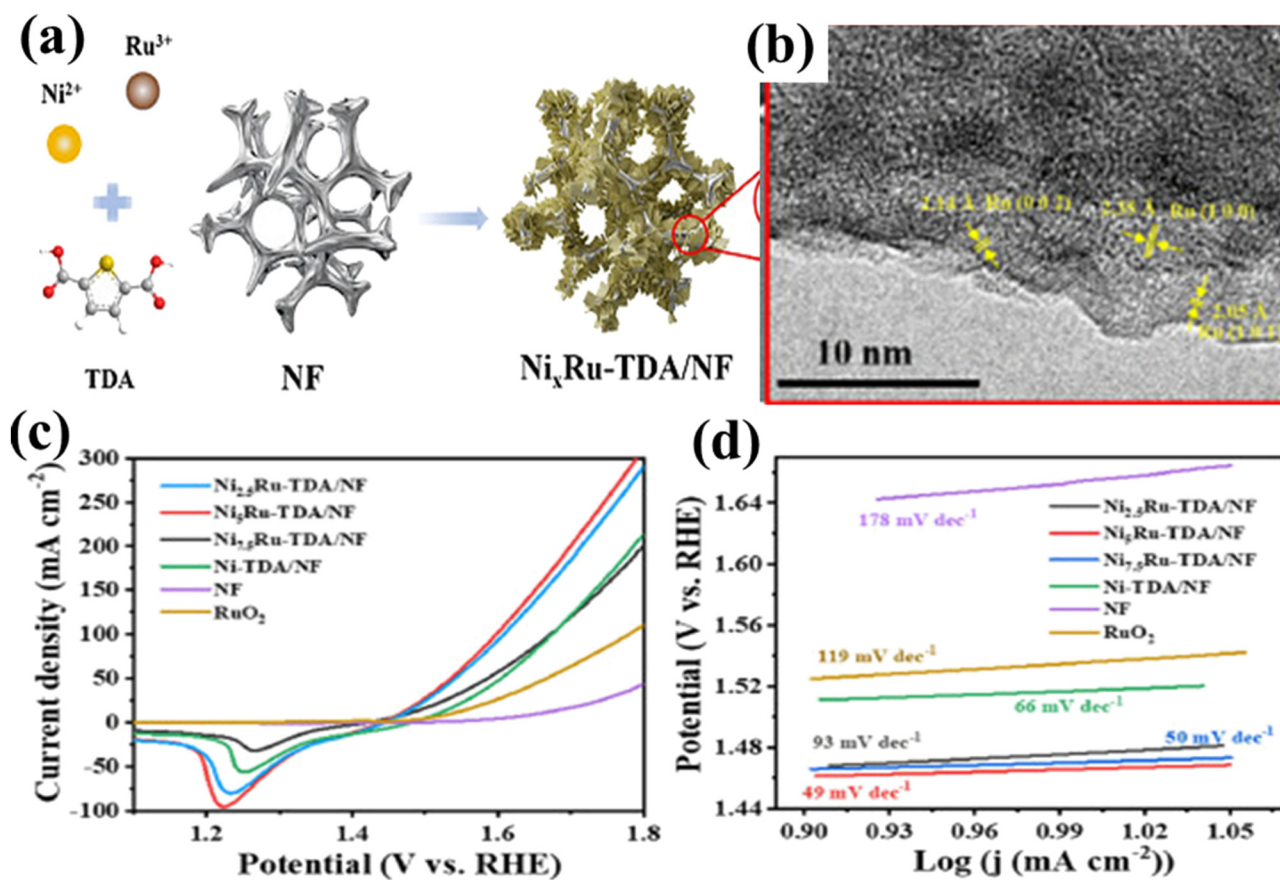 (a)
Ru³⁺
Ni²⁺
TDA
NF
NiₓRu-TDA/NF
(b)
2.14 Å Ru (0 0 2)
2.35 Å Ru (1 0 0)
2.05 Å
Ru (1 0 1)
10 nm
(c)
Current density (mA cm⁻²)
300
250
200
150
100
50
0
-50
-100
Ni₂.₅Ru-TDA/NF
Ni₅Ru-TDA/NF
Ni₇.₅Ru-TDA/NF
Ni-TDA/NF
NF
RuO₂
1.2
1.4
1.6
1.8
Potential (V vs. RHE)
(d)
Potential (V vs. RHE)
1.64
1.60
1.56
1.52
1.48
1.44
178 mV dec⁻¹
Ni₂.₅Ru-TDA/NF
Ni₅Ru-TDA/NF
Ni₇.₅Ru-TDA/NF
Ni-TDA/NF
NF
RuO₂
119 mV dec⁻¹
66 mV dec⁻¹
93 mV dec⁻¹
50 mV dec⁻¹
49 mV dec⁻¹
0.90
0.93
0.96
0.99
1.02
1.05
Log (j (mA cm⁻²))